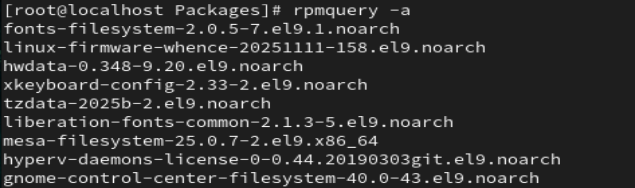 [root@localhost Packages]# rpmquery -a
fonts-filesystem-2.0.5-7.el9.1.noarch
linux-firmware-whence-20251111-158.el9.noarch
hwdata-0.348-9.20.el9.noarch
xkeyboard-config-2.33-2.el9.noarch
tzdata-2025b-2.el9.noarch
liberation-fonts-common-2.1.3-5.el9.noarch
mesa-filesystem-25.0.7-2.el9.x86_64
hyperv-daemons-license-0-0.44.20190303git.el9.noarch
gnome-control-center-filesystem-40.0-43.el9.noarch